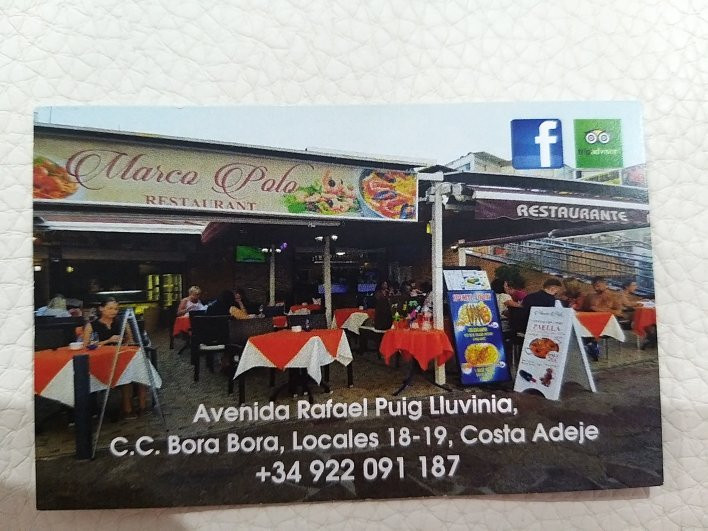 Marco Polo
RESTAURANT
RESTAURANTE
tripadvisor
PAELLA
Avenida Rafael Puig Lluvinia,
C.C. Bora Bora, Locales 18-19, Costa Adeje
+34 922 091 187